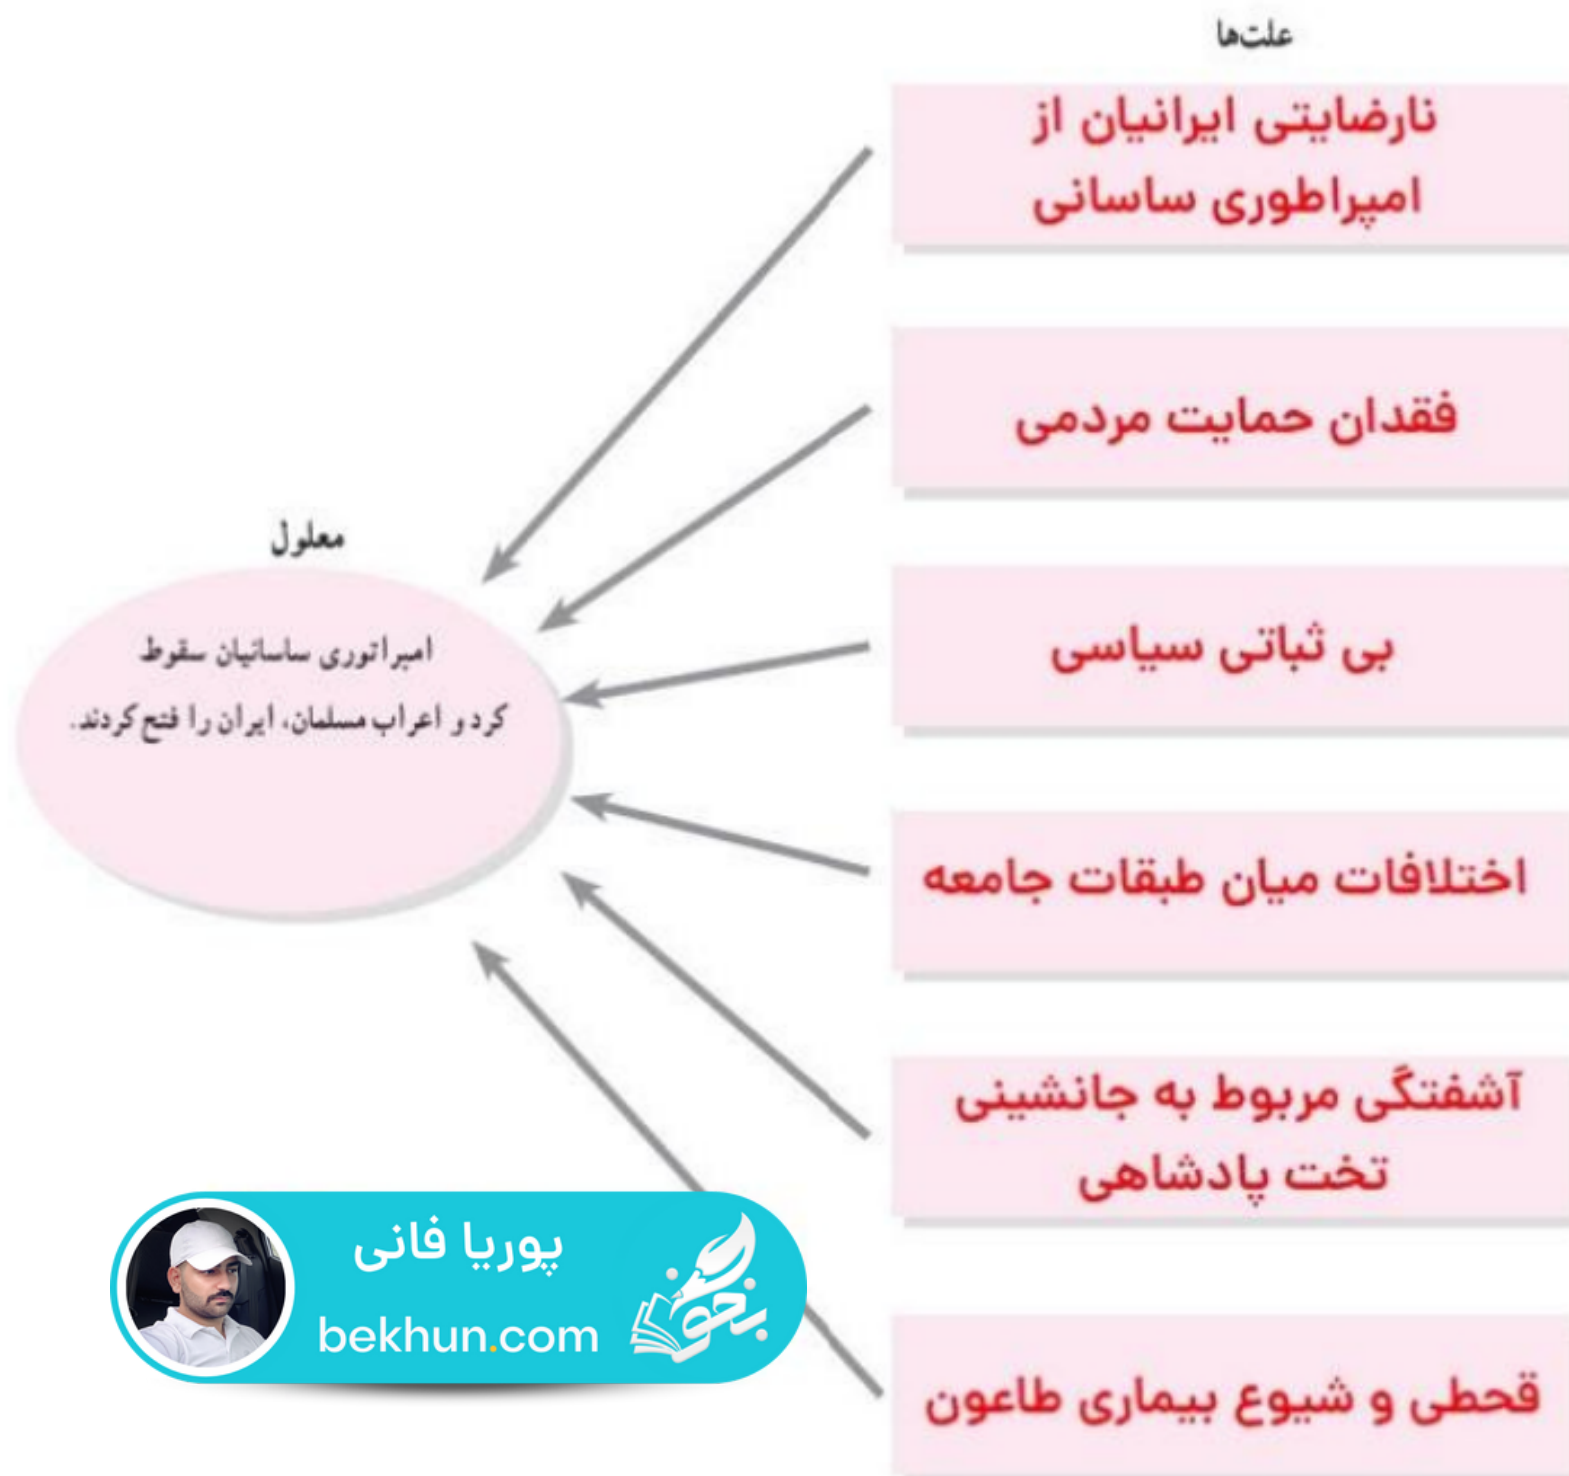 علت‌ها
نارضایتی ایرانیان از
امپراطوری ساسانی
فقدان حمایت مردمی
بی ثباتی سیاسی
اختلافات میان طبقات جامعه
آشفتگی مربوط به جانشینی
تخت پادشاهی
قحطی و شیوع بیماری طاعون
معلول
امپراتوری ساسانیان سقوط
کرد و اعراب مسلمان، ایران را فتح کردند.
پوریا فانی
bekhun.com
بخون